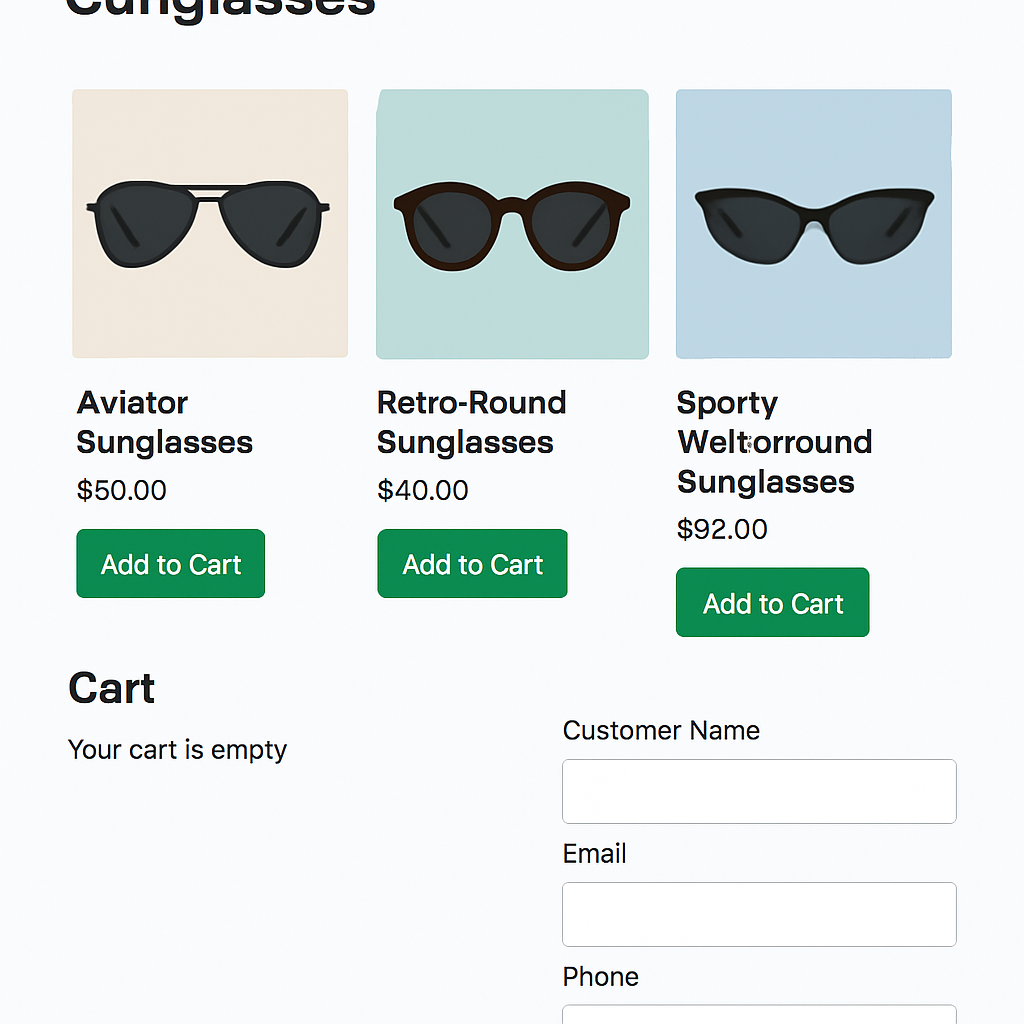 Sunglasses
Aviator
Sunglasses
$50.00
Add to Cart
Retro-Round
Sunglasses
$40.00
Add to Cart
Sporty
Weltorround
Sunglasses
$92.00
Add to Cart
Cart
Your cart is empty
Customer Name
Email
Phone